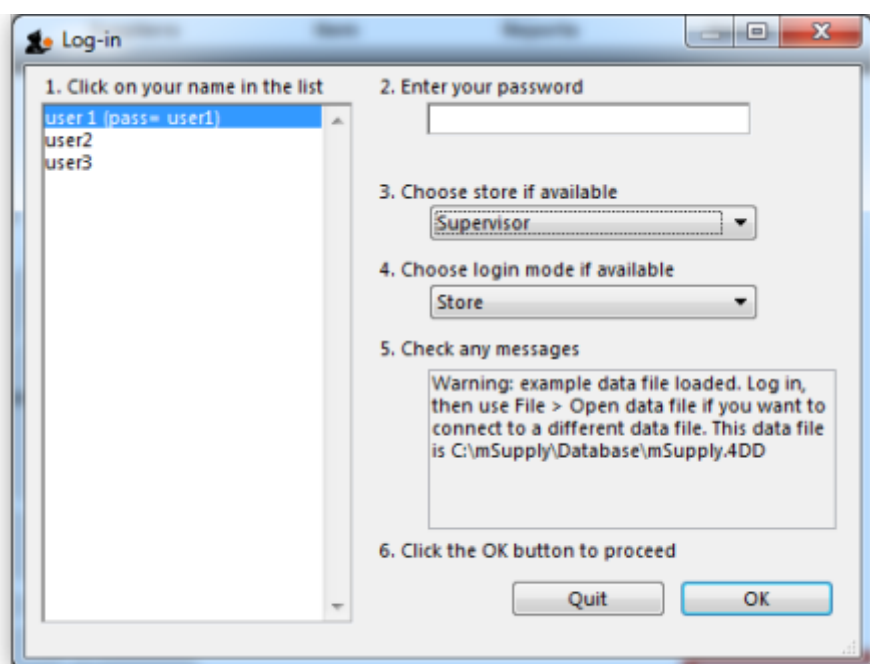 Log-in
1. Click on your name in the list
user 1 (pass= user1)
user2
user3
2. Enter your password
3. Choose store if available
Supervisor
4. Choose login mode if available
Store
5. Check any messages
Warning: example data file loaded. Log in,
then use File > Open data file if you want to
connect to a different data file. This data file
is C:\mSupply\Database\mSupply.4DD
6. Click the OK button to proceed
Quit
OK